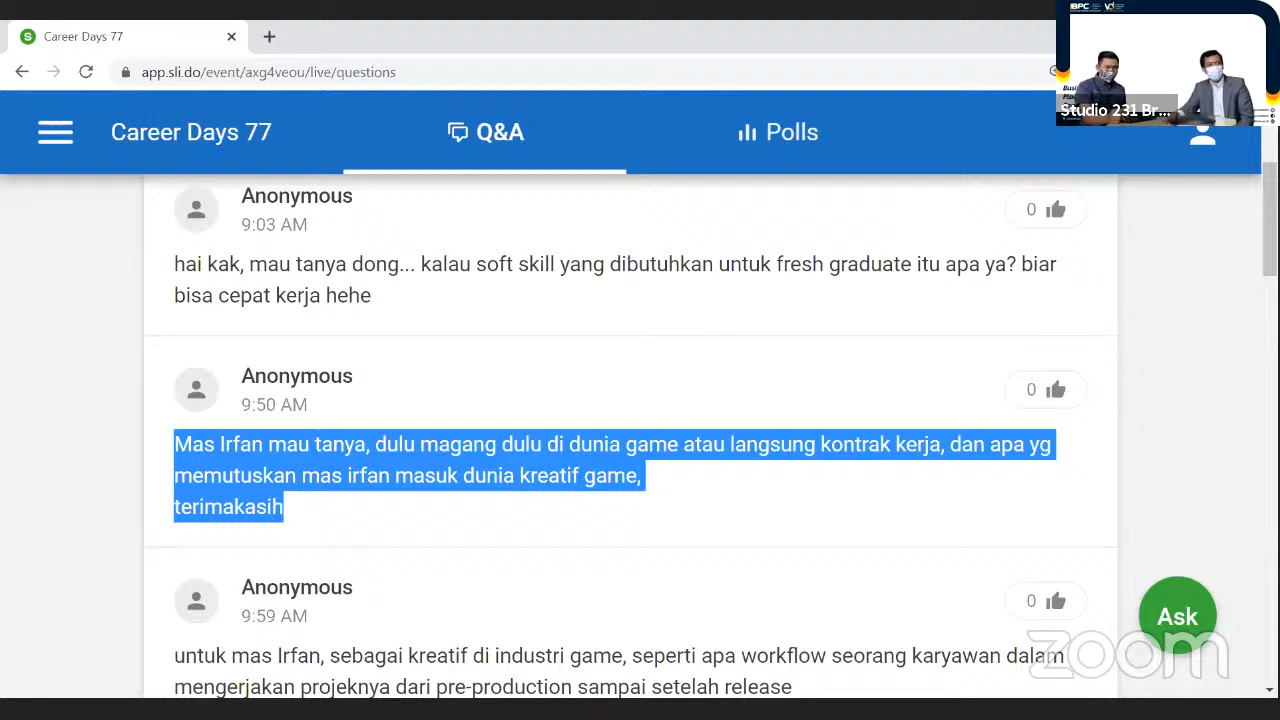 Career Days 77
app.sli.do/event/axg4veou/live/questions
BPC
Studio 231 Br...
Career Days 77
Q&A
Polls
Anonymous
0
9:03 AM
hai kak, mau tanya dong... kalau soft skill yang dibutuhkan untuk fresh graduate itu apa ya? biar
bisa cepat kerja hehe
Anonymous
0
9:50 AM
Mas Irfan mau tanya, dulu magang dulu di dunia game atau langsung kontrak kerja, dan apa yg
memutuskan mas irfan masuk dunia kreatif game,
terimakasih
Anonymous
0
9:59 AM
Ask
untuk mas Irfan, sebagai kreatif di industri game, seperti apa workflow seorang karyawan dalam
mengerjakan projeknya dari pre-production sampai setelah release
zoom